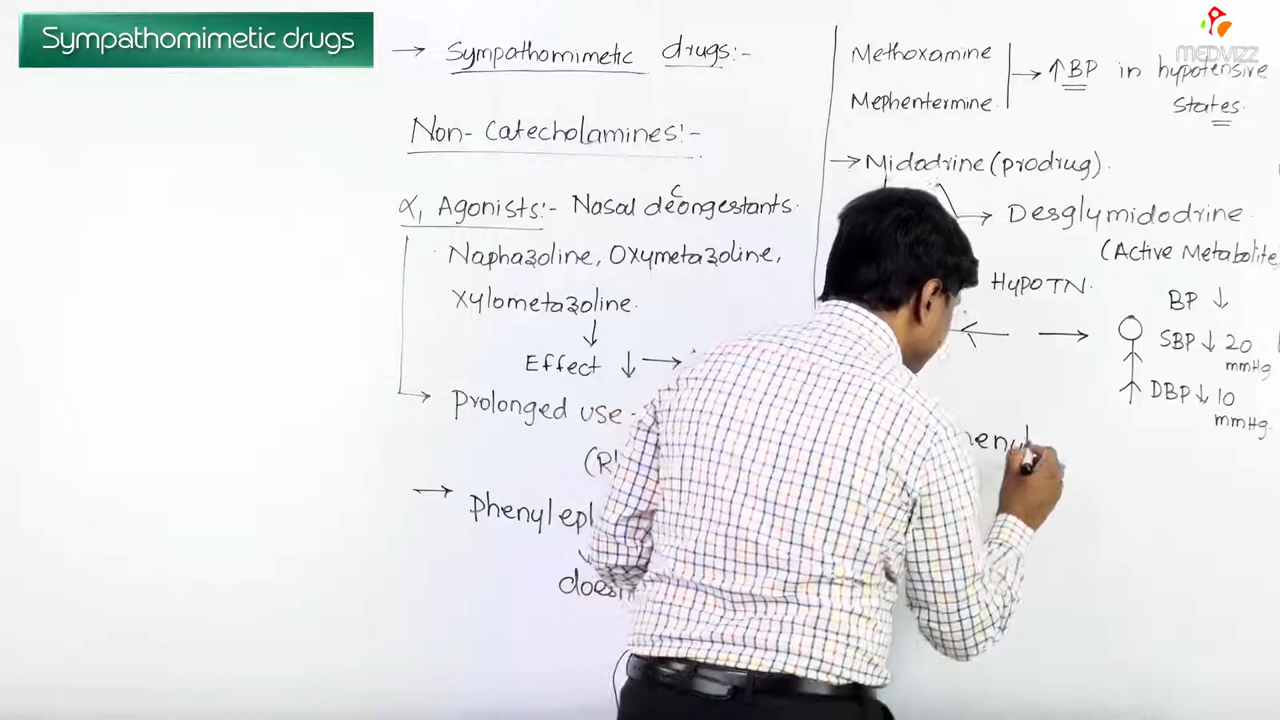 Sympathomimetic drugs
→ Sympathomimetic drugs:-
Non-Catecholamines:-
α₁ Agonists:- Nasal decongestants.
Naphazoline, Oxymetazoline,
Xylometazoline.
↓
Effect ↓ →
→ Prolonged use -
→
does
Methoxamine
Mephentermine
→ ↑ BP in hypotensive
states.
→ Midodrine (prodrug).
→ Desglymidodrine
(Active Metabolite
HypoTN.
BP ↓
← →
SBP ↓ 20
mmHg
DBP ↓ 10
mmHg.
MEDVIZZ